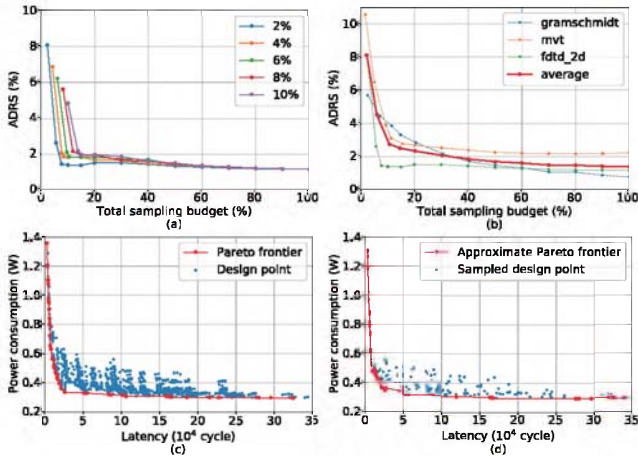 10
8
6
4
2
0
ADRS (%)
2%
4%
6%
8%
10%
0 20 40 60 80 100
Total sampling budget (%)
(a)
10
8
6
4
2
0
ADRS (%)
gramschmidt
mvt
fdtd_2d
average
0 20 40 60 80 100
Total sampling budget (%)
(b)
1.4
1.2
1.0
0.8
0.6
0.4
0.2
Power consumption (W)
Pareto frontier
Design point
0 5 10 15 20 25 30 35
Latency (10⁴ cycle)
(c)
1.4
1.2
1.0
0.8
0.6
0.4
0.2
Power consumption (W)
Approximate Pareto frontier
Sampled design point
0 5 10 15 20 25 30 35
Latency (10⁴ cycle)
(d)